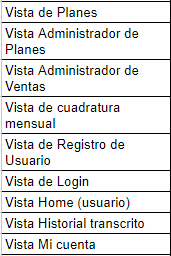 Vista de Planes
Vista Administrador de
Planes
Vista Administrador de
Ventas
Vista de cuadratura
mensual
Vista de Registro de
Usuario
Vista de Login
Vista Home (usuario)
Vista Historial transcrito
Vista Mi cuenta